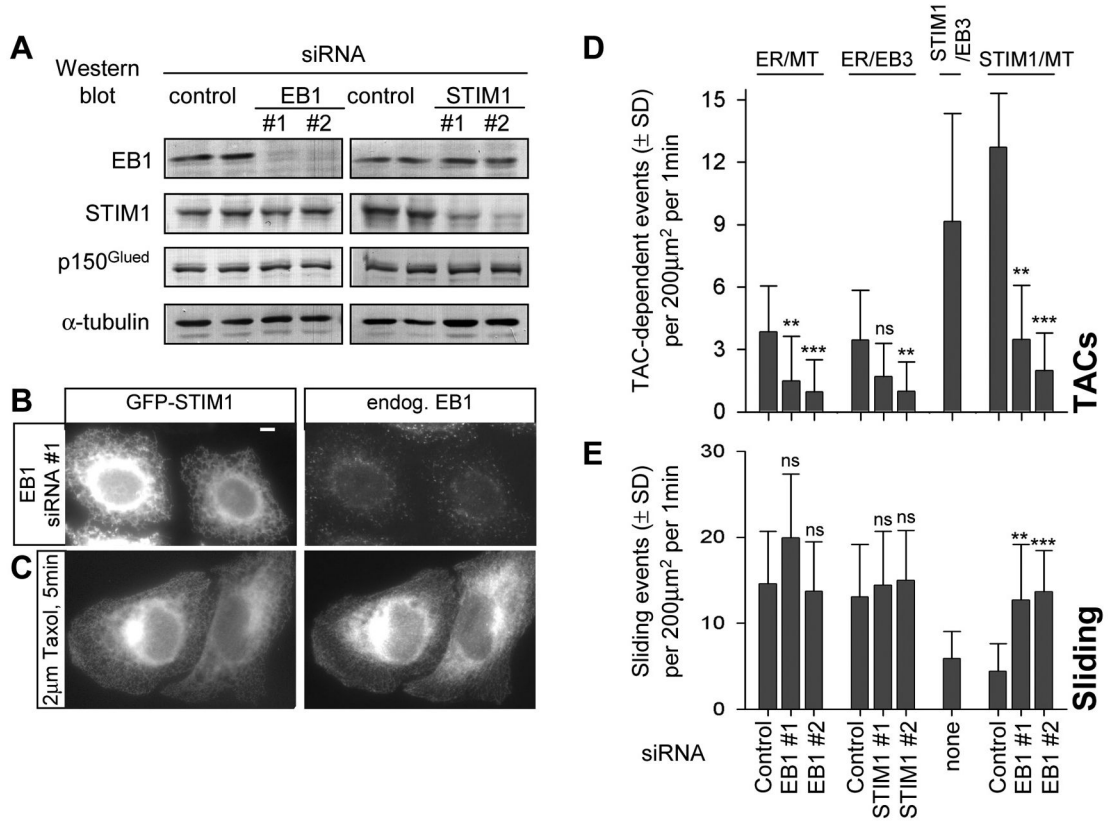 A
siRNA
Western
blot
control EB1 control STIM1
#1 #2 #1 #2
EB1
STIM1
p150Glued
α-tubulin
B
GFP-STIM1 endog. EB1
EB1
siRNA #1
C
2μm Taxol, 5min
D
ER/MT ER/EB3 STIM1/MT
STIM1
/EB3
TAC-dependent events (± SD)
per 200μm² per 1min
15
12
9
6
3
0
** *** ns ** ** ***
TACs
E
Sliding events (± SD)
per 200μm² per 1min
30
20
10
0
ns ns ns ns ** ***
Sliding
siRNA
Control
EB1 #1
EB1 #2
Control
STIM1 #1
STIM1 #2
none
Control
EB1 #1
EB1 #2